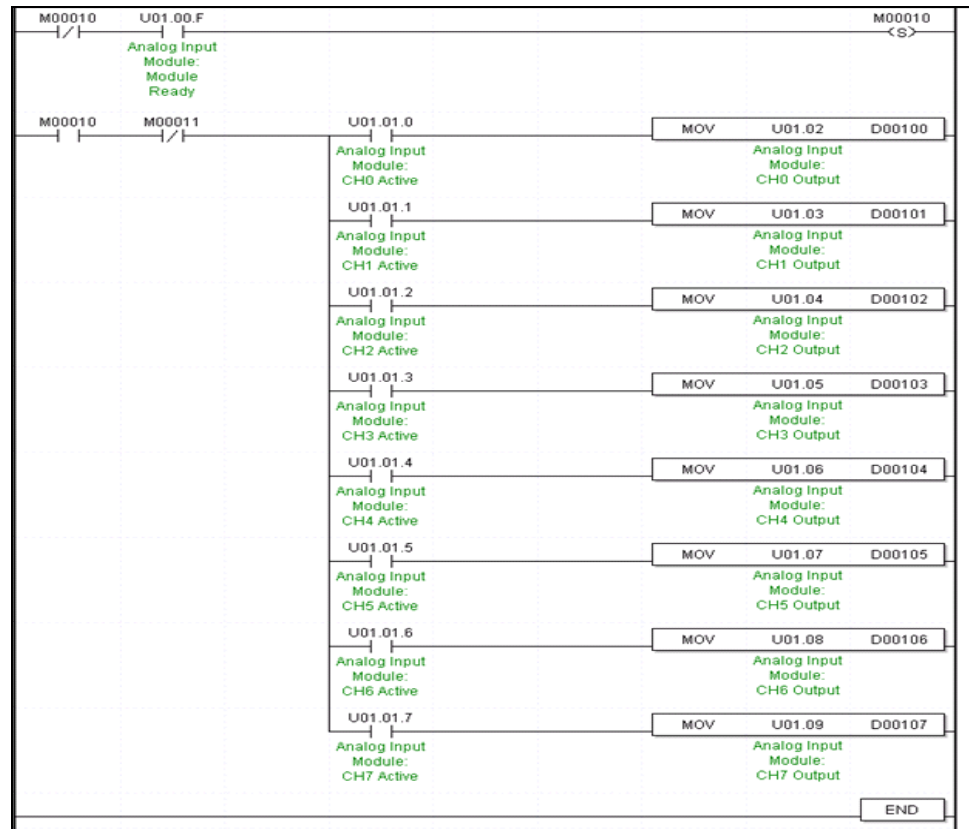 M00010 U01.00.F M00010
S
Analog Input
Module:
Module
Ready
M00010 M00011 U01.01.0 MOV U01.02 D00100
Analog Input Analog Input
Module: Module:
CH0 Active CH0 Output
U01.01.1 MOV U01.03 D00101
Analog Input Analog Input
Module: Module:
CH1 Active CH1 Output
U01.01.2 MOV U01.04 D00102
Analog Input Analog Input
Module: Module:
CH2 Active CH2 Output
U01.01.3 MOV U01.05 D00103
Analog Input Analog Input
Module: Module:
CH3 Active CH3 Output
U01.01.4 MOV U01.06 D00104
Analog Input Analog Input
Module: Module:
CH4 Active CH4 Output
U01.01.5 MOV U01.07 D00105
Analog Input Analog Input
Module: Module:
CH5 Active CH5 Output
U01.01.6 MOV U01.08 D00106
Analog Input Analog Input
Module: Module:
CH6 Active CH6 Output
U01.01.7 MOV U01.09 D00107
Analog Input Analog Input
Module: Module:
CH7 Active CH7 Output
END